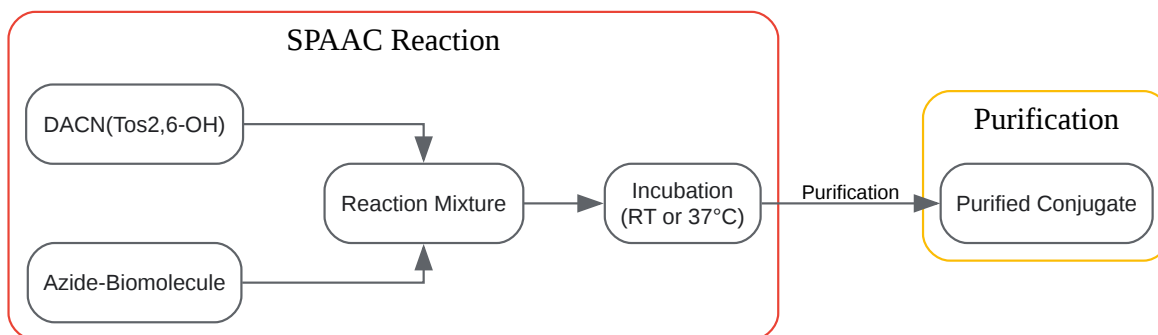 SPAAC Reaction
DACN(Tos2,6-OH)
Azide-Biomolecule
Reaction Mixture
Incubation
(RT or 37°C)
Purification
Purification
Purified Conjugate